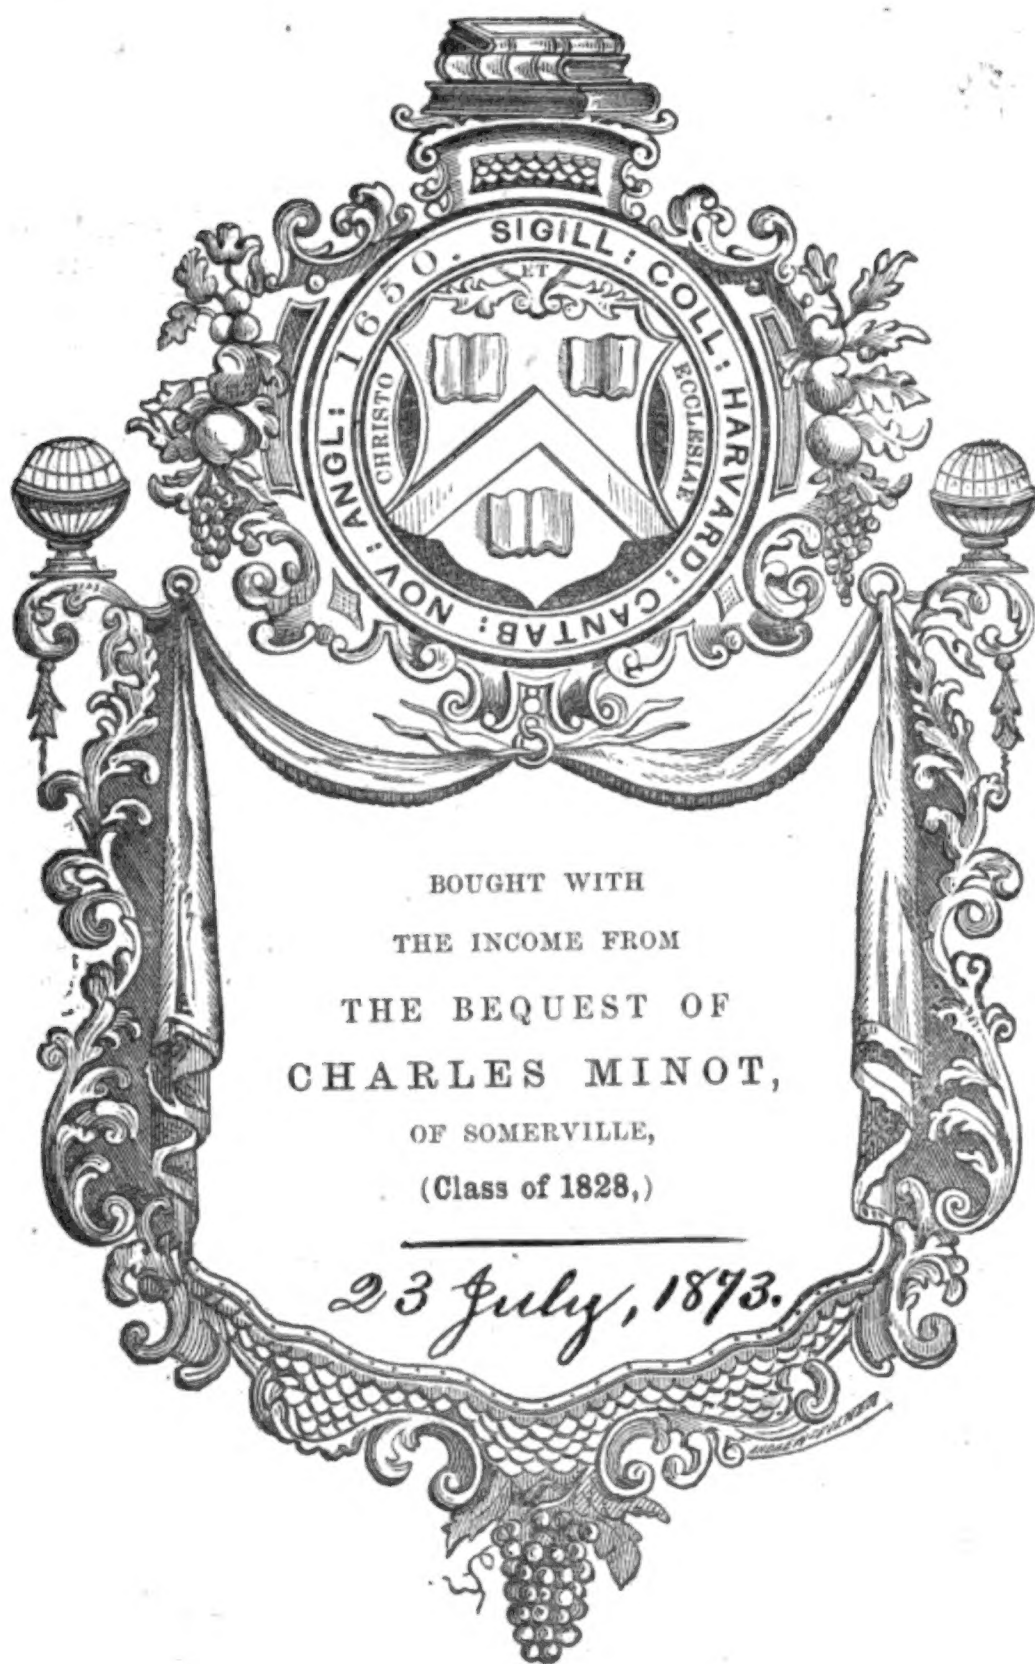 SIGILL: COLL: HARVARD: CANTAB: NOV: ANGL: 1650.
ET
CHRISTO
ECCLESIAE
BOUGHT WITH
THE INCOME FROM
THE BEQUEST OF
CHARLES MINOT,
OF SOMERVILLE,
(Class of 1828,)
23 July, 1873.